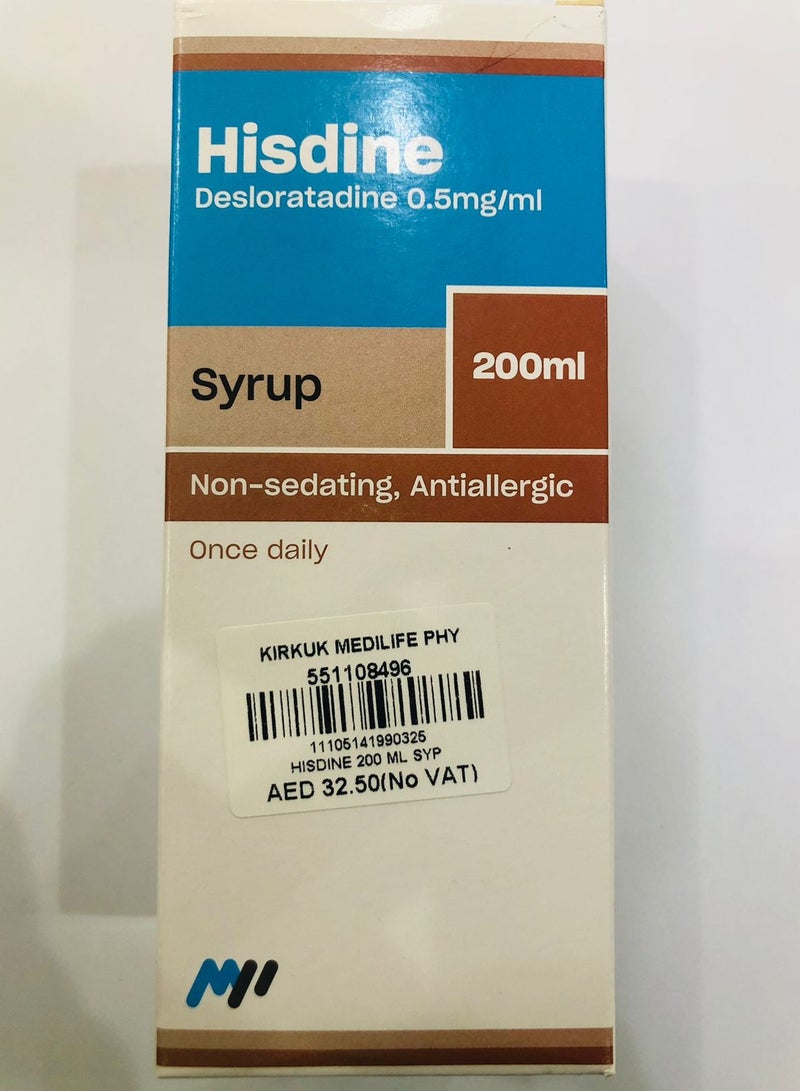 Hisdine
Desloratadine 0.5mg/ml
200ml
Syrup
Non-sedating, Antiallergic
Once daily
KIRKUK MEDILIFE PHY
551108496
11105141990325
HISDINE 200 ML SYP
AED 32.50(No VAT)